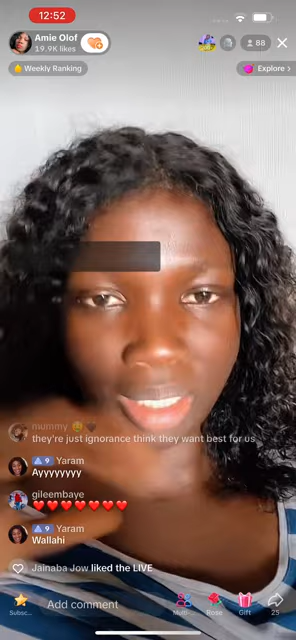 12:52
Amie Olof
19.9K likes
88
Weekly Ranking
Explore >
mummy
they're just ignorance think they want best for us
9 Yaram
Ayyyyyyyy
gileembaye
9 Yaram
Wallahi
Jainaba Jow liked the LIVE
Subsc...
Add comment
Multi-...
Rose
Gift
25